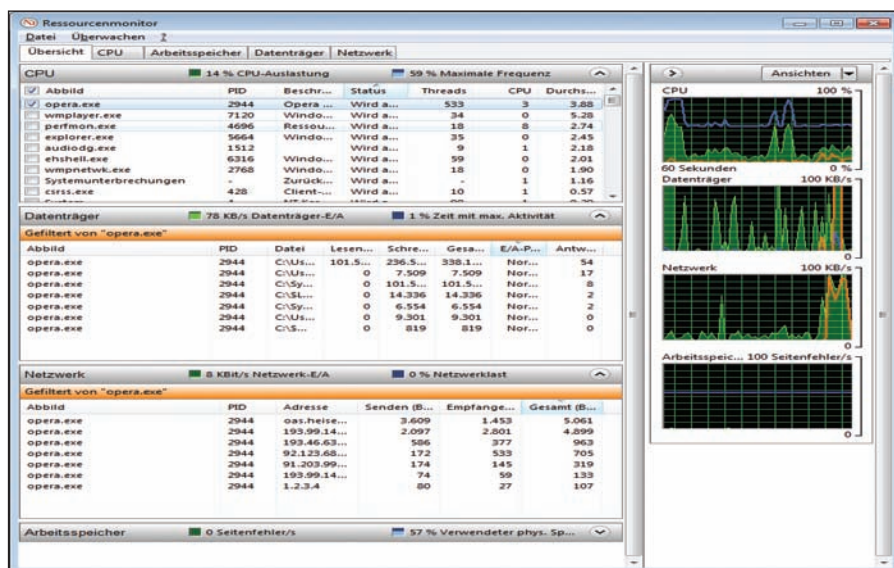 Ressourcenmonitor
Datei Überwachen ?
Übersicht CPU Arbeitsspeicher Datenträger Netzwerk
CPU 14 % CPU-Auslastung 59 % Maximale Frequenz
Abbild PID Beschr... Status Threads CPU Durchs...
opera.exe 2944 Opera ... Wird a... 533 3 3.88
wmplayer.exe 7120 Windo... Wird a... 34 0 5.28
perfmon.exe 4696 Ressou... Wird a... 18 8 2.74
explorer.exe 5664 Windo... Wird a... 35 0 2.45
audiodg.exe 1512 Wird a... 9 1 2.18
ehshell.exe 6316 Windo... Wird a... 59 0 2.01
wmpnetwk.exe 2768 Windo... Wird a... 18 0 1.90
Systemunterbrechungen - Zurück... Wird a... - 1 1.16
csrss.exe 428 Client-... Wird a... 10 1 0.57
Datenträger 78 KB/s Datenträger-E/A 1 % Zeit mit max. Aktivität
Gefiltert von "opera.exe"
Abbild PID Datei Lesen... Schre... Gesa... E/A-P... Antw...
opera.exe 2944 C:\Us... 101.5... 236.5... 338.1... Nor... 54
opera.exe 2944 C:\Us... 0 7.509 7.509 Nor... 17
opera.exe 2944 C:\Sy... 0 101.5... 101.5... Nor... 8
opera.exe 2944 C:\$L... 0 14.336 14.336 Nor... 2
opera.exe 2944 C:\Sy... 0 6.554 6.554 Nor... 2
opera.exe 2944 C:\Us... 0 9.301 9.301 Nor... 0
opera.exe 2944 C:\$... 0 819 819 Nor... 0
Netzwerk 8 KBit/s Netzwerk-E/A 0 % Netzwerklast
Gefiltert von "opera.exe"
Abbild PID Adresse Senden (B... Empfange... Gesamt (B...
opera.exe 2944 oas.heise... 3.609 1.453 5.061
opera.exe 2944 193.99.14... 2.097 2.801 4.899
opera.exe 2944 193.46.63... 586 377 963
opera.exe 2944 92.123.68... 172 533 705
opera.exe 2944 91.203.99... 174 145 319
opera.exe 2944 193.99.14... 74 59 133
opera.exe 2944 1.2.3.4 80 27 107
Arbeitsspeicher 0 Seitenfehler/s 57 % Verwendeter phys. Sp...
Ansichten
CPU 100 %
60 Sekunden 0 %
Datenträger 100 KB/s
0
Netzwerk 100 KB/s
0
Arbeitsspeic... 100 Seitenfehler/s
0